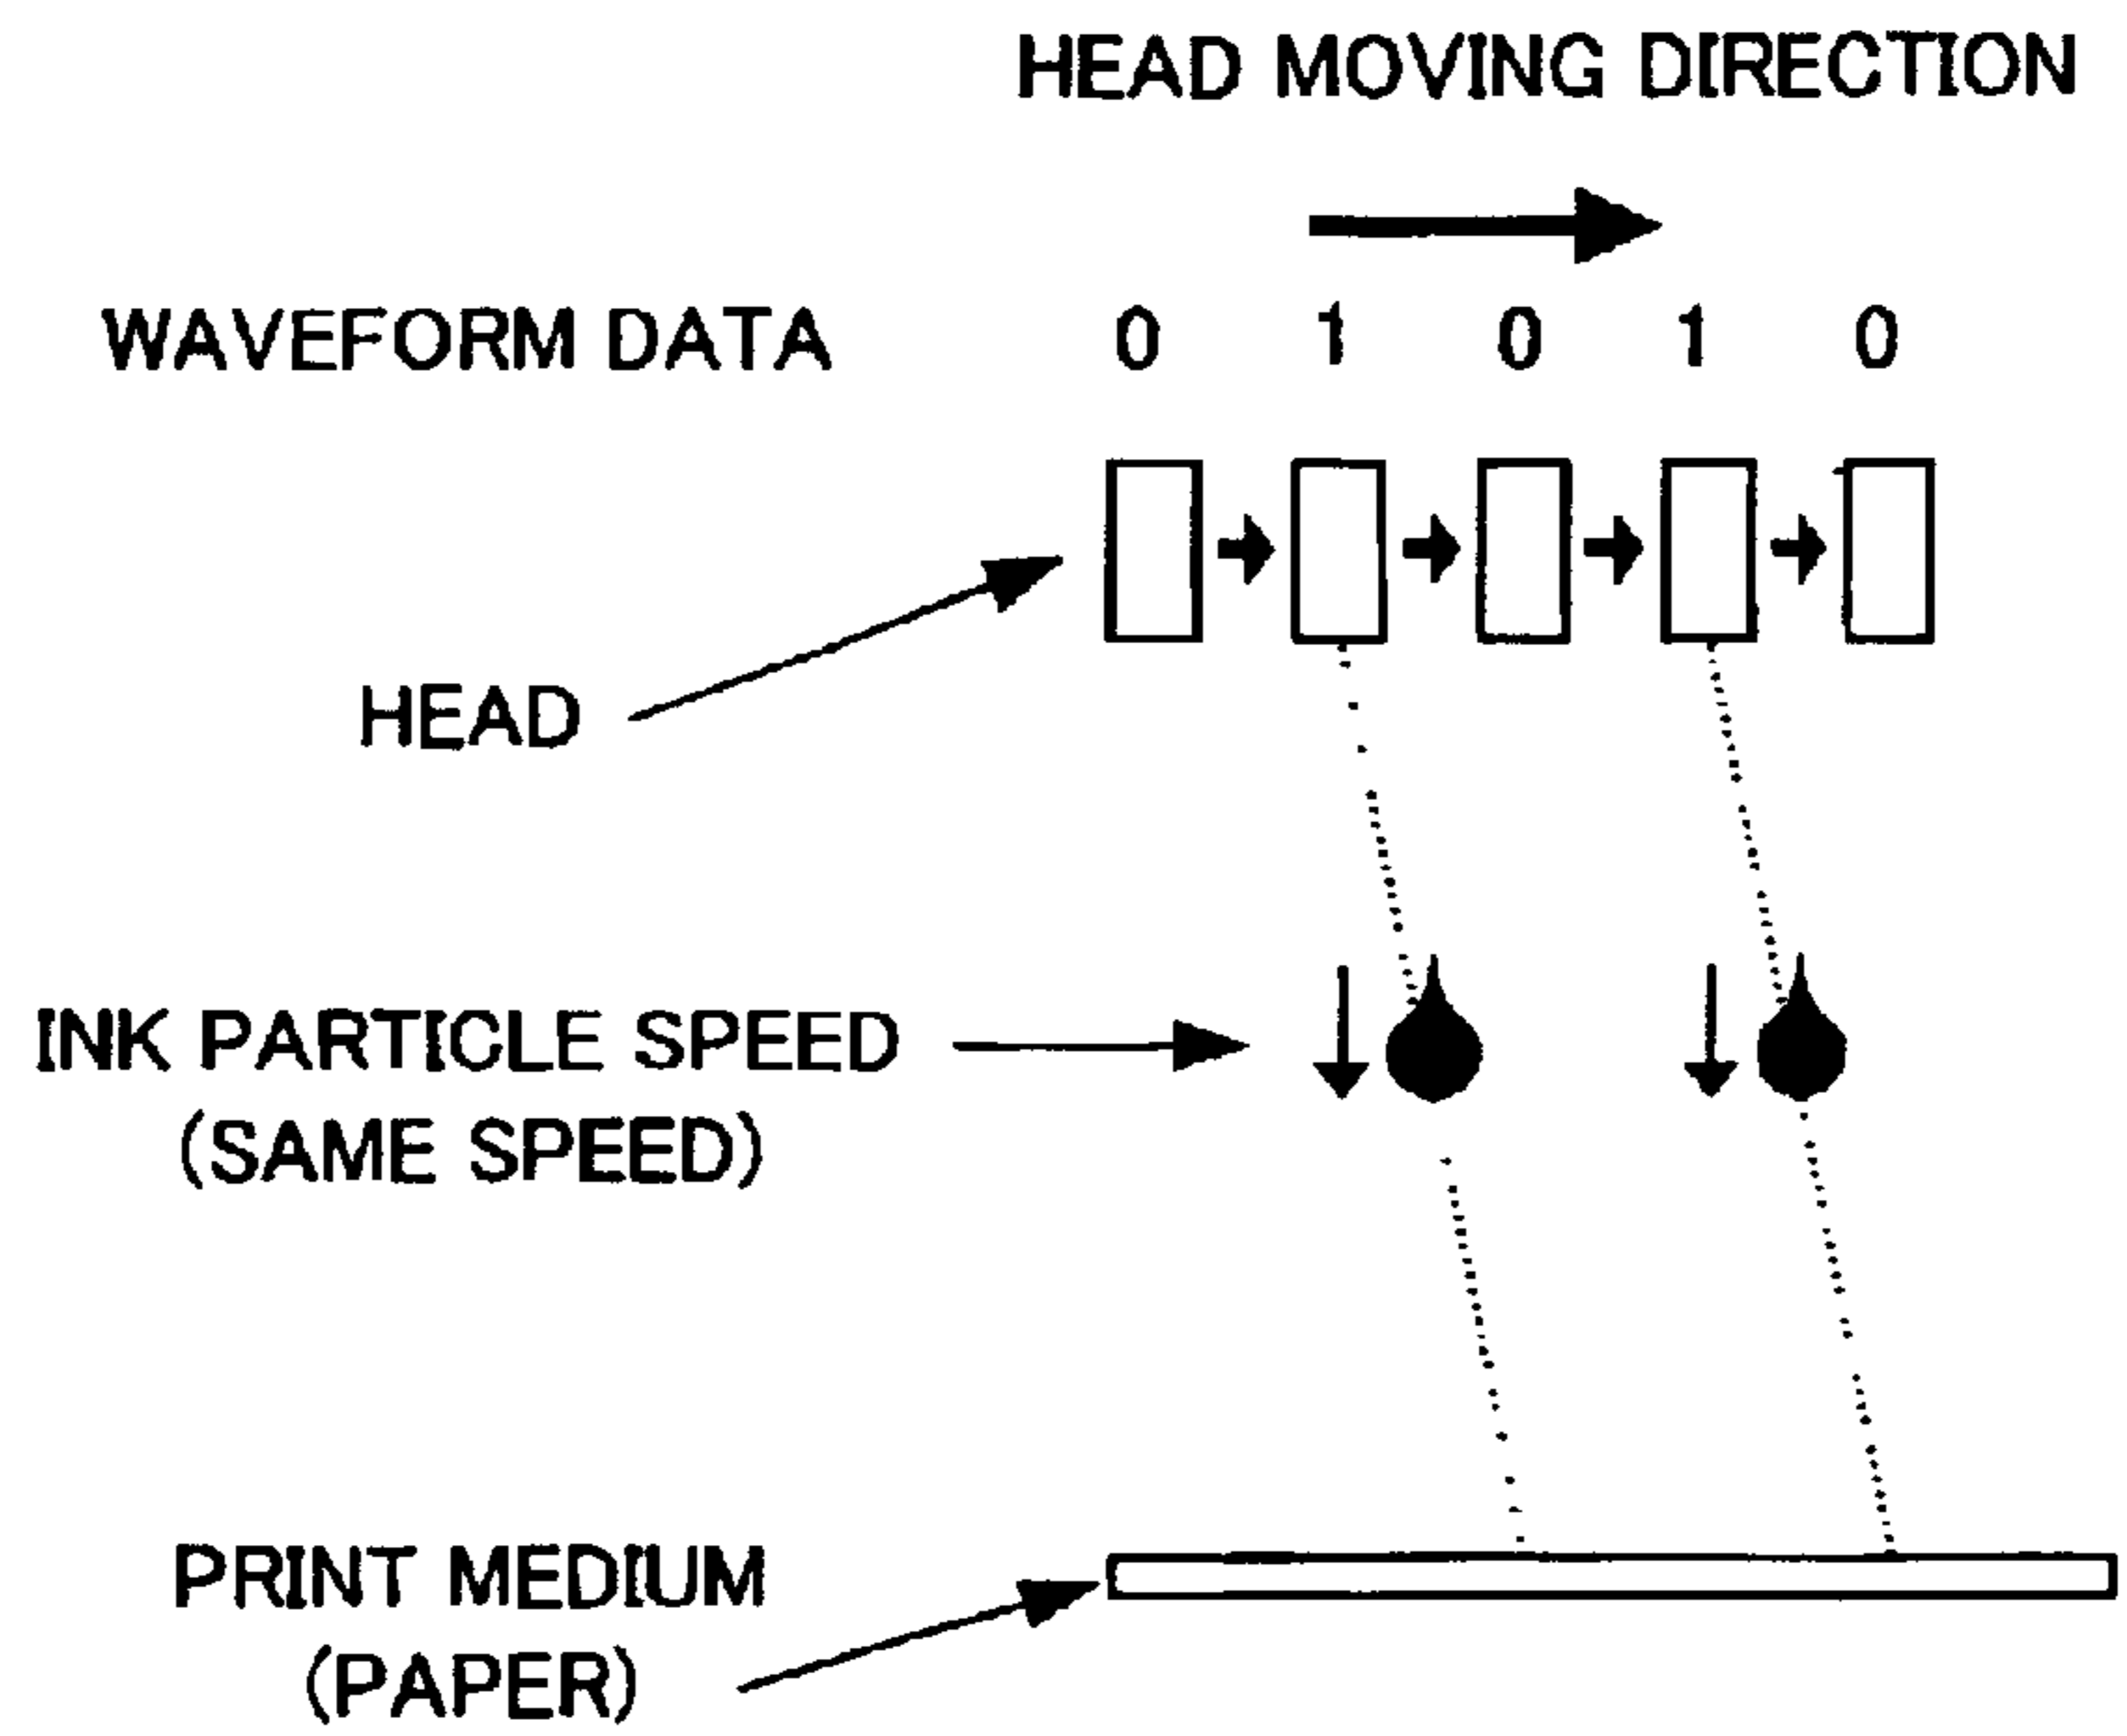 HEAD MOVING DIRECTION
WAVEFORM DATA 0 1 0 1 0
HEAD
INK PARTICLE SPEED
(SAME SPEED)
PRINT MEDIUM
(PAPER)